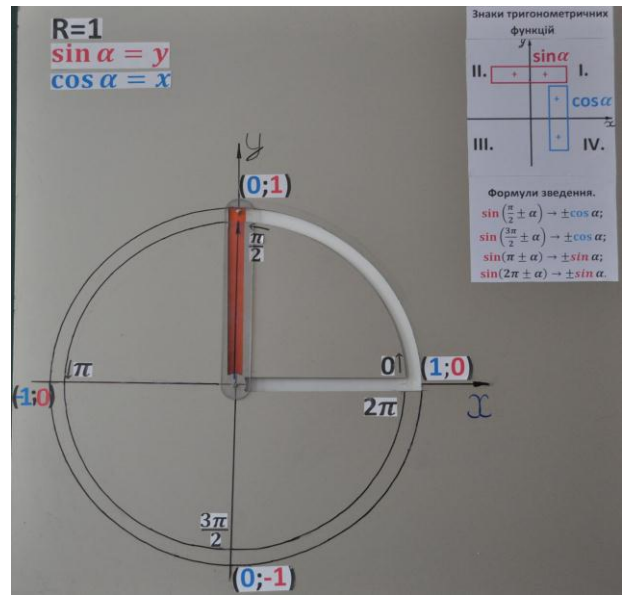 R=1
sin α = y
cos α = x
Знаки тригонометричних
функцій
y
sinα
II.
I.
+ +
cosα
+
x
+
III.
IV.
Формули зведення.
sin(π/2 ± α) → ±cos α;
sin(3π/2 ± α) → ±cos α;
sin(π ± α) → ±sin α;
sin(2π ± α) → ±sin α.
y
(0;1)
π/2
π
0
(1;0)
(-1;0)
2π
x
3π/2
(0;-1)